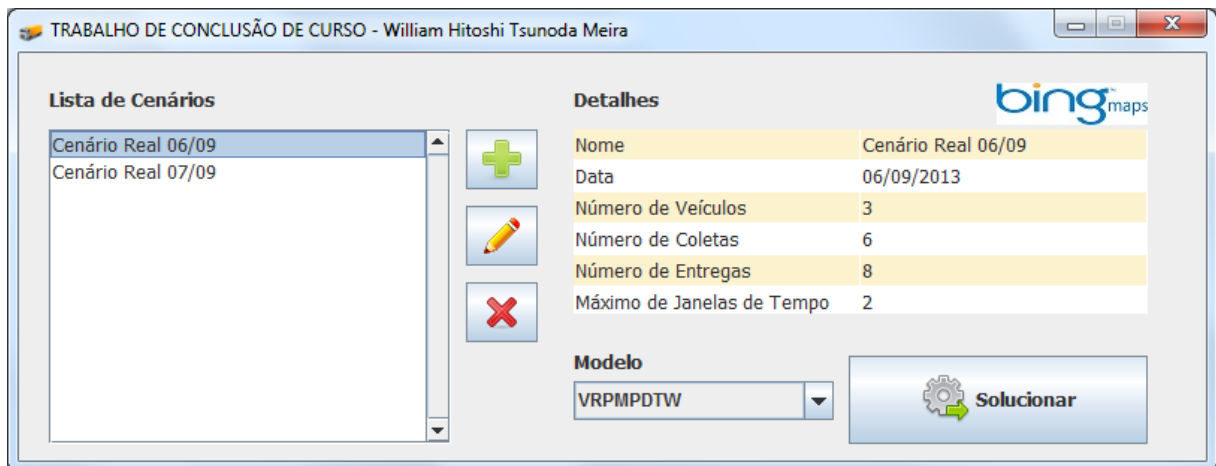 TRABALHO DE CONCLUSÃO DE CURSO - William Hitoshi Tsunoda Meira
Lista de Cenários
Cenário Real 06/09
Cenário Real 07/09
Detalhes
bing maps
Nome Cenário Real 06/09
Data 06/09/2013
Número de Veículos 3
Número de Coletas 6
Número de Entregas 8
Máximo de Janelas de Tempo 2
Modelo
VRPMPDTW
Solucionar